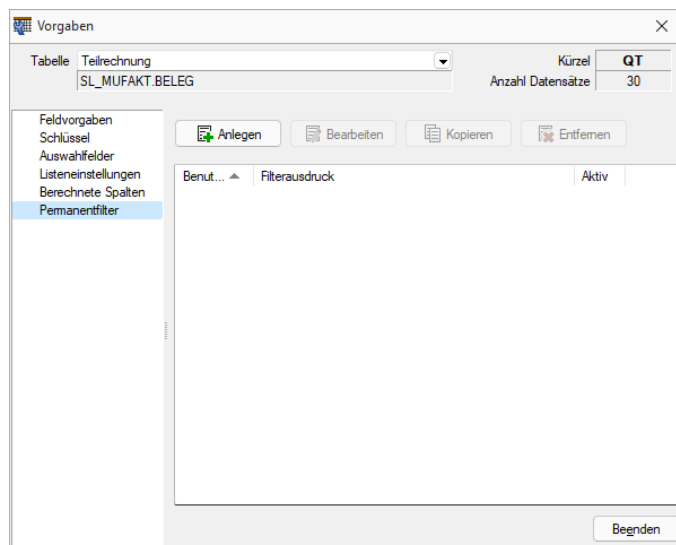 Vorgaben
Tabelle Teilrechnung Kürzel QT
SL_MUFAKT.BELEG Anzahl Datensätze 30
Feldvorgaben
Schlüssel
Auswahlfelder
Listeneinstellungen
Berechnete Spalten
Permanentfilter
Anlegen Bearbeiten Kopieren Entfernen
Benut... Filterausdruck Aktiv
Beenden